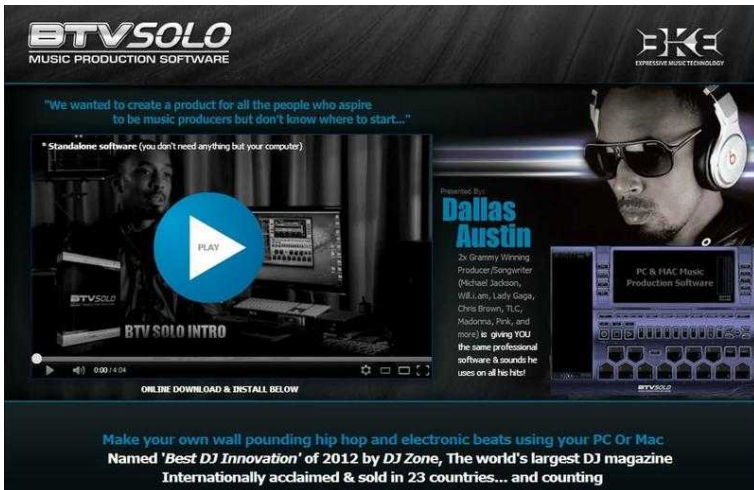 BTVSOLO
MUSIC PRODUCTION SOFTWARE
BKE
EXPRESSIVE MUSIC TECHNOLOGY
"We wanted to create a product for all the people who aspire
to be music producers but don't know where to start..."
* Standalone software (you don't need anything but your computer)
PLAY
BTVSOLO
BTV SOLO INTRO
0:00 / 4:04
ONLINE DOWNLOAD & INSTALL BELOW
Presented By:
Dallas
Austin
2x Grammy Winning
Producer/Songwriter
(Michael Jackson,
Will.i.am, Lady Gaga,
Chris Brown, TLC,
Madonna, Pink, and
more) is giving YOU
the same professional
software & sounds he
uses on all his hits!
b
PC & MAC Music
Production Software
BTVSOLO
Make your own wall pounding hip hop and electronic beats using your PC Or Mac
Named 'Best DJ Innovation' of 2012 by DJ Zone, The world's largest DJ magazine
Internationally acclaimed & sold in 23 countries... and counting